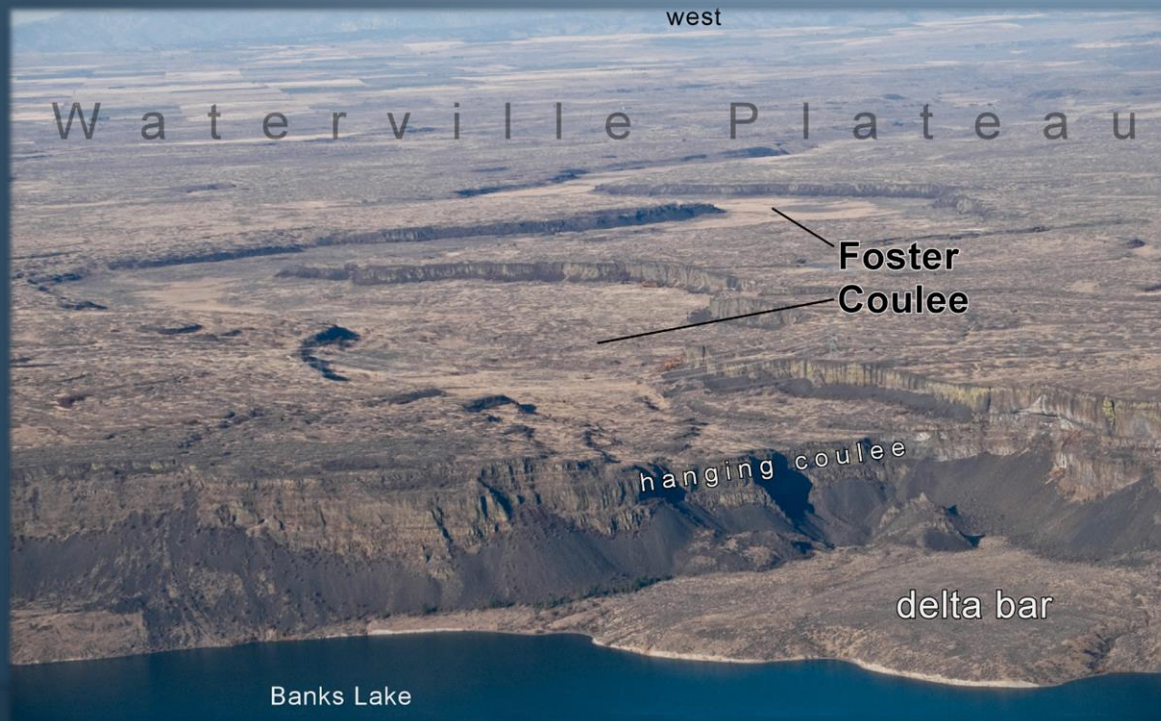 west
Waterville Plateau
Foster
Coulee
hanging coulee
delta bar
Banks Lake